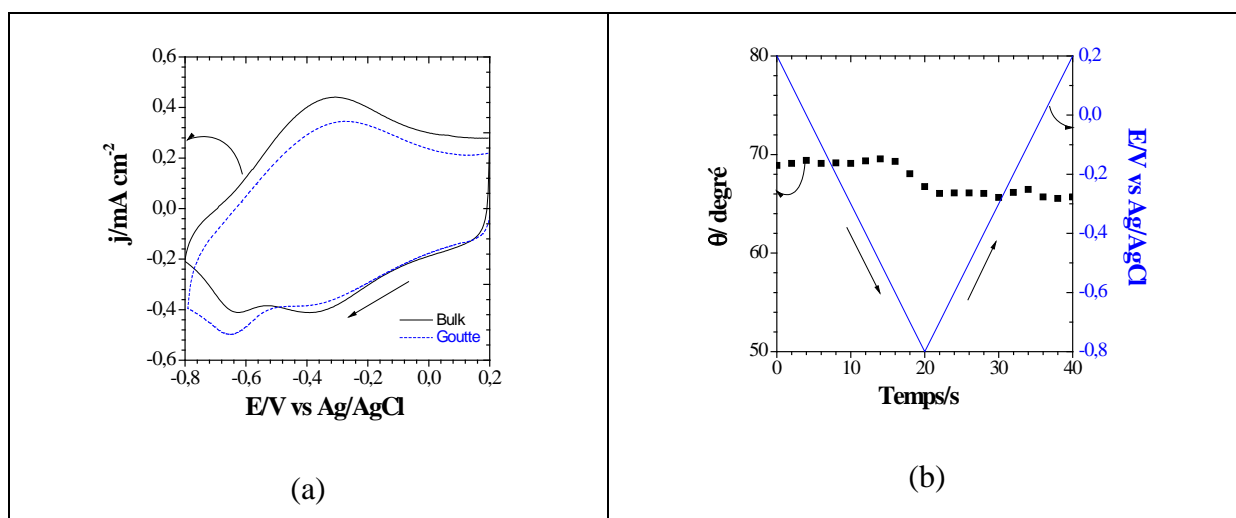 0,6
0,4
0,2
0,0
-0,2
-0,4
-0,6
j/mA cm-2
-0,8 -0,6 -0,4 -0,2 0,0 0,2
E/V vs Ag/AgCl
Bulk
Goutte
(a)
80
70
60
50
θ/ degré
0 10 20 30 40
Temps/s
0,2
0,0
-0,2
-0,4
-0,6
-0,8
E/V vs Ag/AgCl
(b)